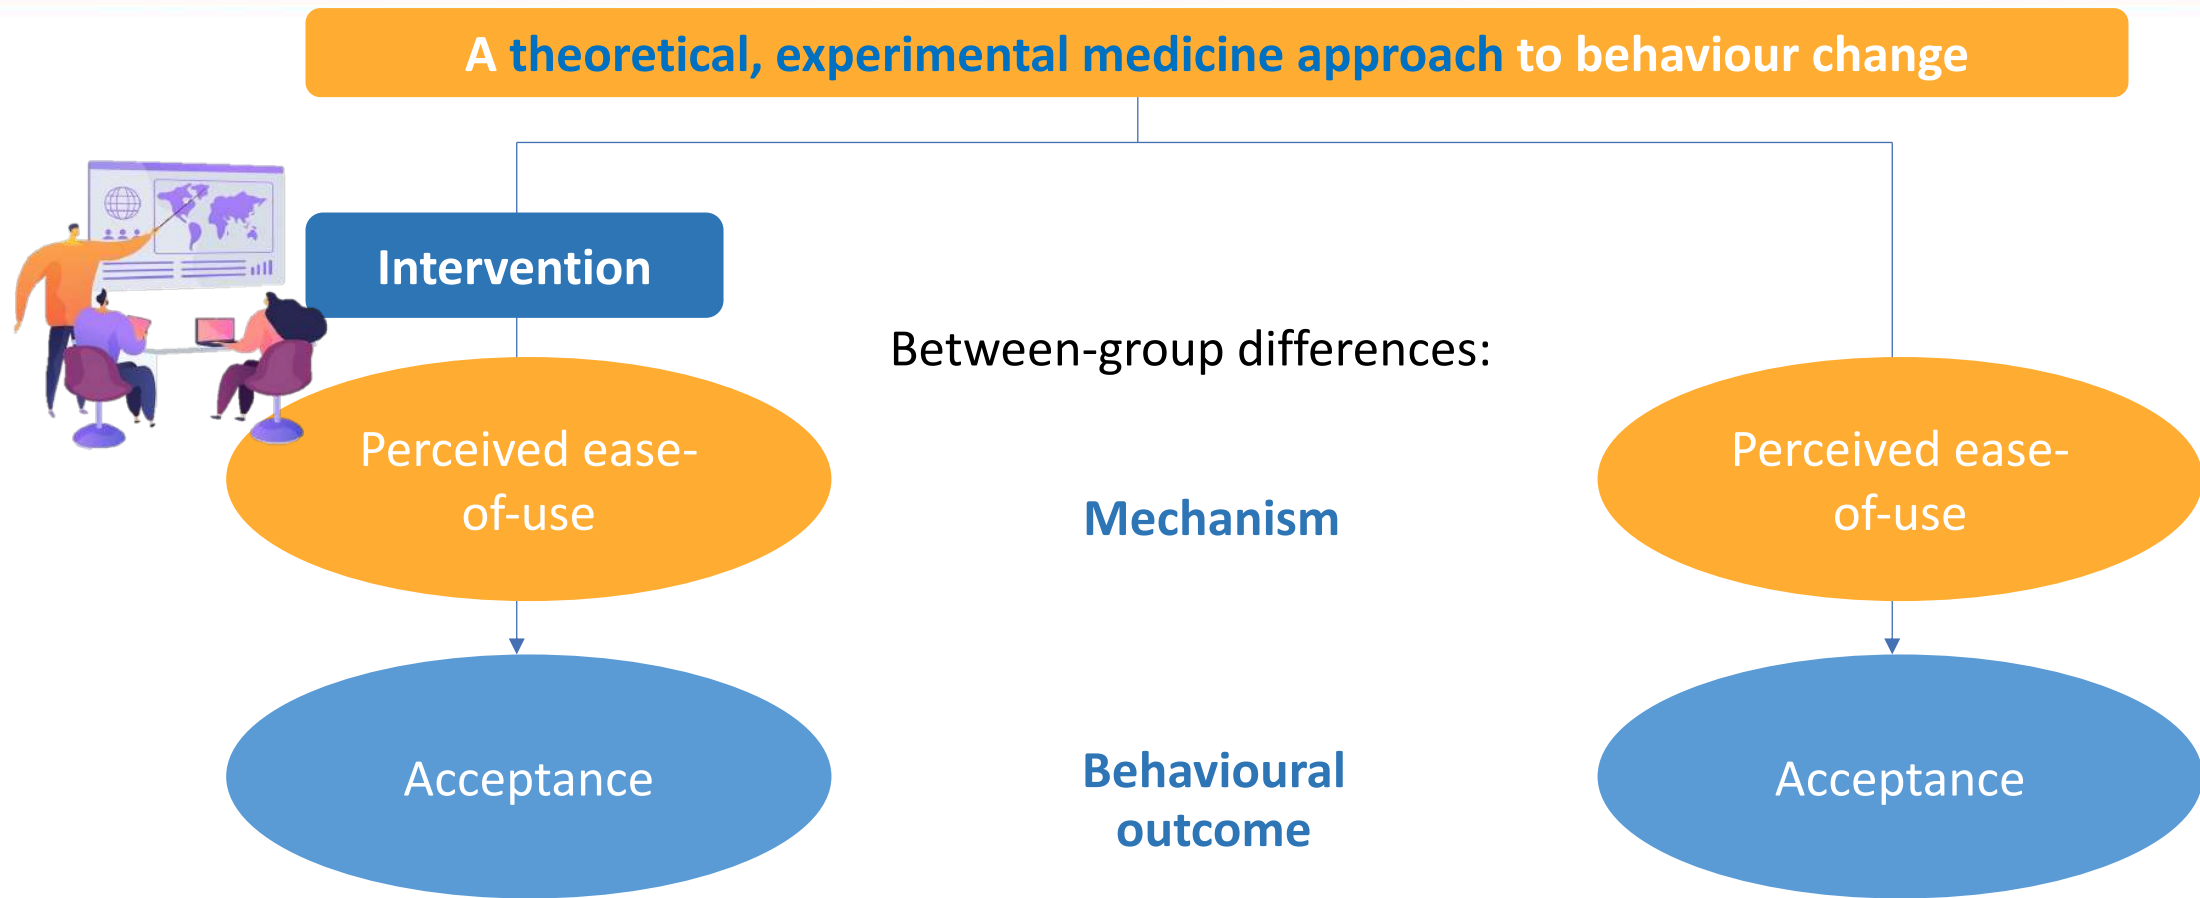 A theoretical, experimental medicine approach to behaviour change
Intervention
Between-group differences:
Perceived ease-
of-use
Mechanism
Perceived ease-
of-use
Acceptance
Behavioural
outcome
Acceptance